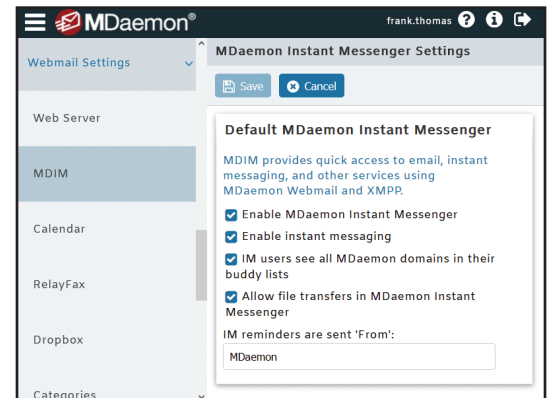 MDaemon®
frank.thomas
Webmail Settings
Web Server
MDIM
Calendar
RelayFax
Dropbox
Categories
MDaemon Instant Messenger Settings
Save
Cancel
Default MDaemon Instant Messenger
MDIM provides quick access to email, instant
messaging, and other services using
MDaemon Webmail and XMPP.
Enable MDaemon Instant Messenger
Enable instant messaging
IM users see all MDaemon domains in their
buddy lists
Allow file transfers in MDaemon Instant
Messenger
IM reminders are sent 'From':
MDaemon